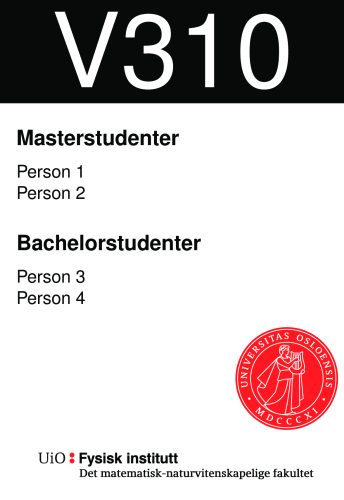 V310
Masterstudenter
Person 1
Person 2
Bachelorstudenter
Person 3
Person 4
UNIVERSITAS OSLOENSIS
MDCCCXI
UiO Fysisk institutt
Det matematisk-naturvitenskapelige fakultet